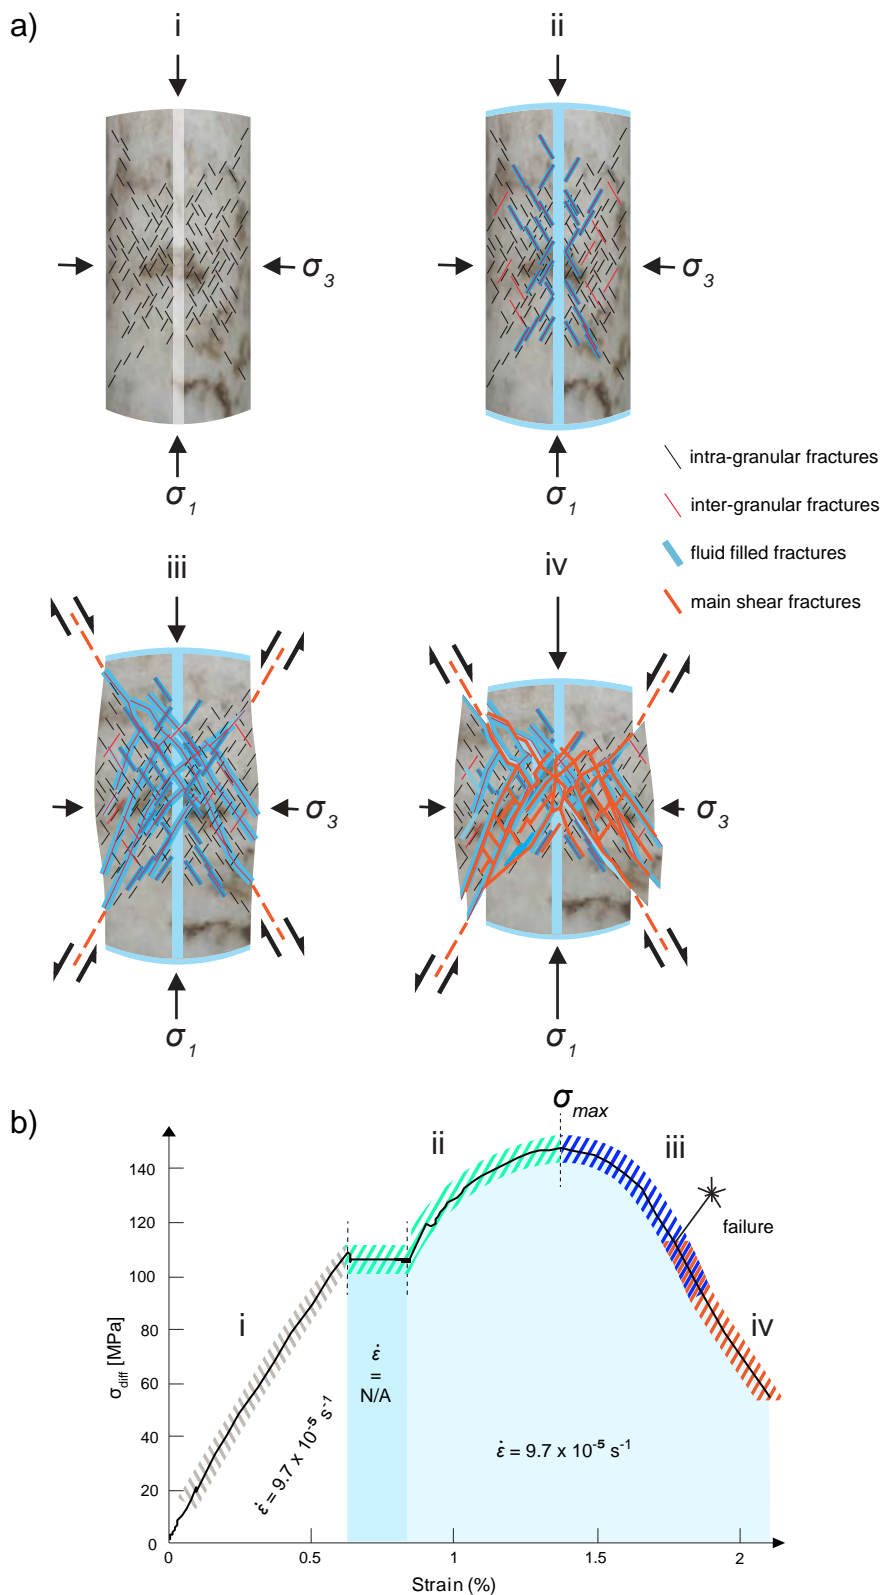 a)
i
ii
σ3
σ3
σ1
σ1
intra-granular fractures
inter-granular fractures
fluid filled fractures
main shear fractures
iii
iv
σ3
σ3
σ1
σ1
b)
σmax
ii
iii
failure
i
iv
ε̇ = N/A
ε̇ = 9.7 x 10⁻⁵ s⁻¹
ε̇ = 9.7 x 10⁻⁵ s⁻¹
σdiff [MPa]
140
120
100
80
60
40
20
0
0
0.5
1
1.5
2
Strain (%)